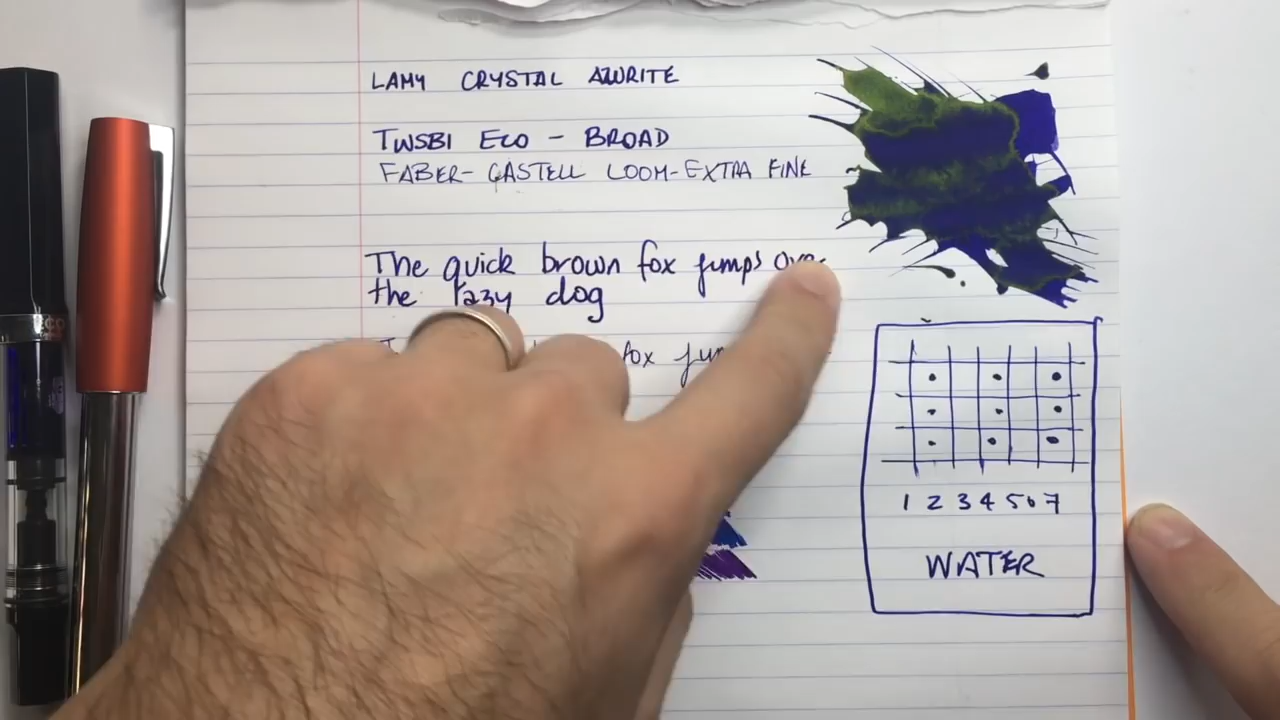 LAMY CRYSTAL AZURITE
TWSBI ECO - BROAD
FABER-CASTELL LOOM-EXTRA FINE
The quick brown fox jumps
the lazy dog
fox
1 2 3 4 5 6 7
WATER
ECO